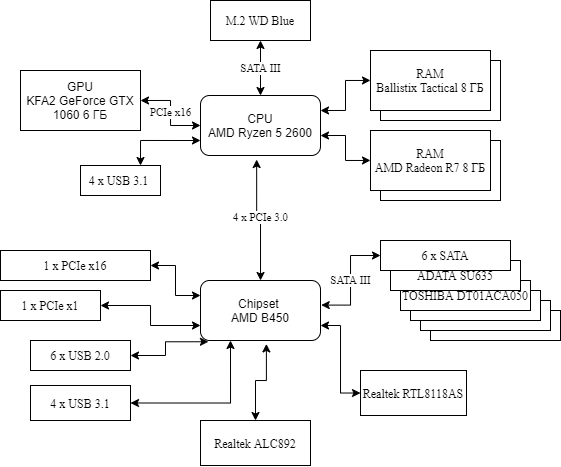 M.2 WD Blue
SATA III
GPU
KFA2 GeForce GTX
1060 6 ГБ
PCIe x16
CPU
AMD Ryzen 5 2600
RAM
Ballistix Tactical 8 ГБ
RAM
AMD Radeon R7 8 ГБ
4 x USB 3.1
4 x PCIe 3.0
1 x PCIe x16
1 x PCIe x1
6 x USB 2.0
4 x USB 3.1
Chipset
AMD B450
SATA III
6 x SATA
ADATA SU635
TOSHIBA DT01ACA050
Realtek RTL8118AS
Realtek ALC892